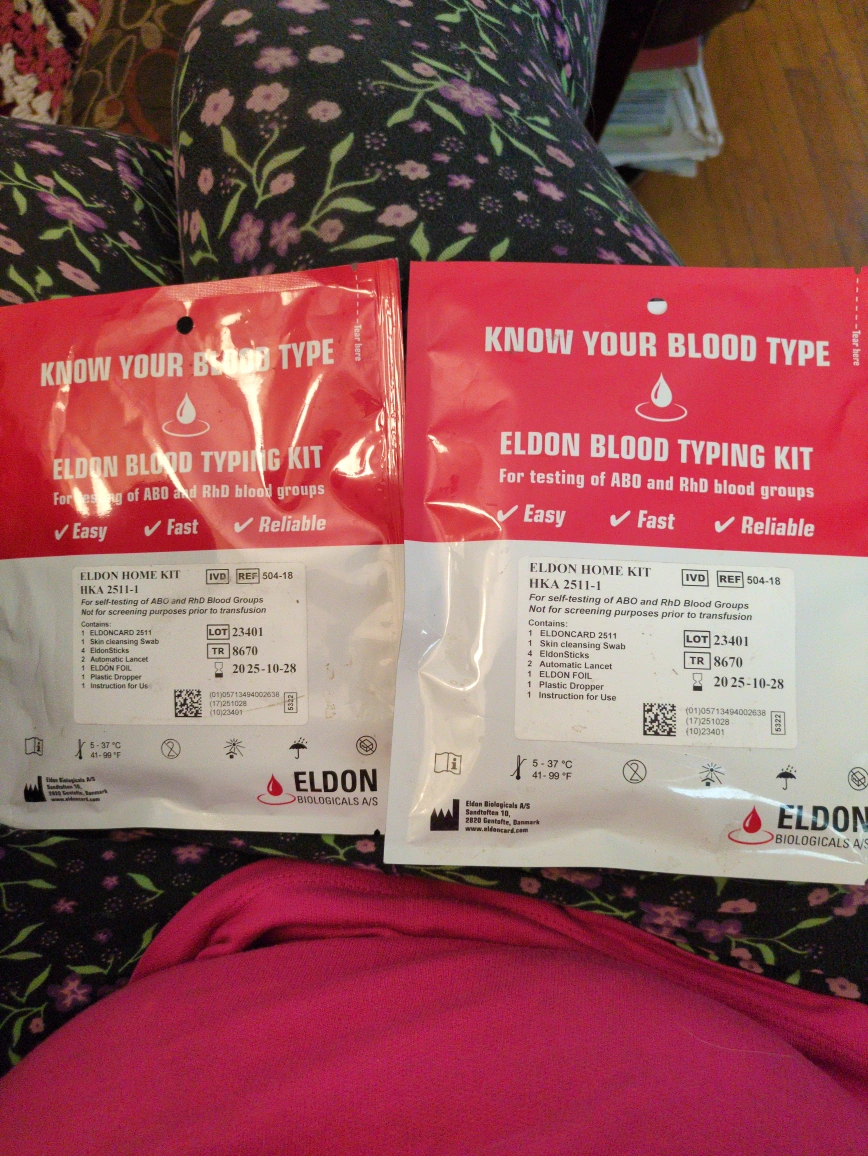 Tear here
KNOW YOUR BLOOD TYPE
ELDON BLOOD TYPING KIT
For testing of ABO and RhD blood groups
✓ Easy ✓ Fast ✓ Reliable
ELDON HOME KIT IVD REF 504-18
HKA 2511-1
For self-testing of ABO and RhD Blood Groups
Not for screening purposes prior to transfusion
Contains:
1 ELDONCARD 2511
1 Skin cleansing Swab
4 EldonSticks
2 Automatic Lancet
1 ELDON FOIL
1 Plastic Dropper
1 Instruction for Use
LOT 23401
TR 8670
2025-10-28
(01)05713494002638
(17)251028
(10)23401
5322
5 - 37 °C
41- 99 °F
2
Eldon Biologicals A/S
Sandtoften 10,
2820 Gentofte, Danmark
www.eldoncard.com
ELDON
BIOLOGICALS A/S
Tear here
KNOW YOUR BLOOD TYPE
ELDON BLOOD TYPING KIT
For testing of ABO and RhD blood groups
✓ Easy ✓ Fast ✓ Reliable
ELDON HOME KIT IVD REF 504-18
HKA 2511-1
For self-testing of ABO and RhD Blood Groups
Not for screening purposes prior to transfusion
Contains:
1 ELDONCARD 2511
1 Skin cleansing Swab
4 EldonSticks
2 Automatic Lancet
1 ELDON FOIL
1 Plastic Dropper
1 Instruction for Use
LOT 23401
TR 8670
2025-10-28
(01)05713494002638
(17)251028
(10)23401
5322
5 - 37 °C
41- 99 °F
2
Eldon Biologicals A/S
Sandtoften 10,
2820 Gentofte, Danmark
www.eldoncard.com
ELDON
BIOLOGICALS A/S